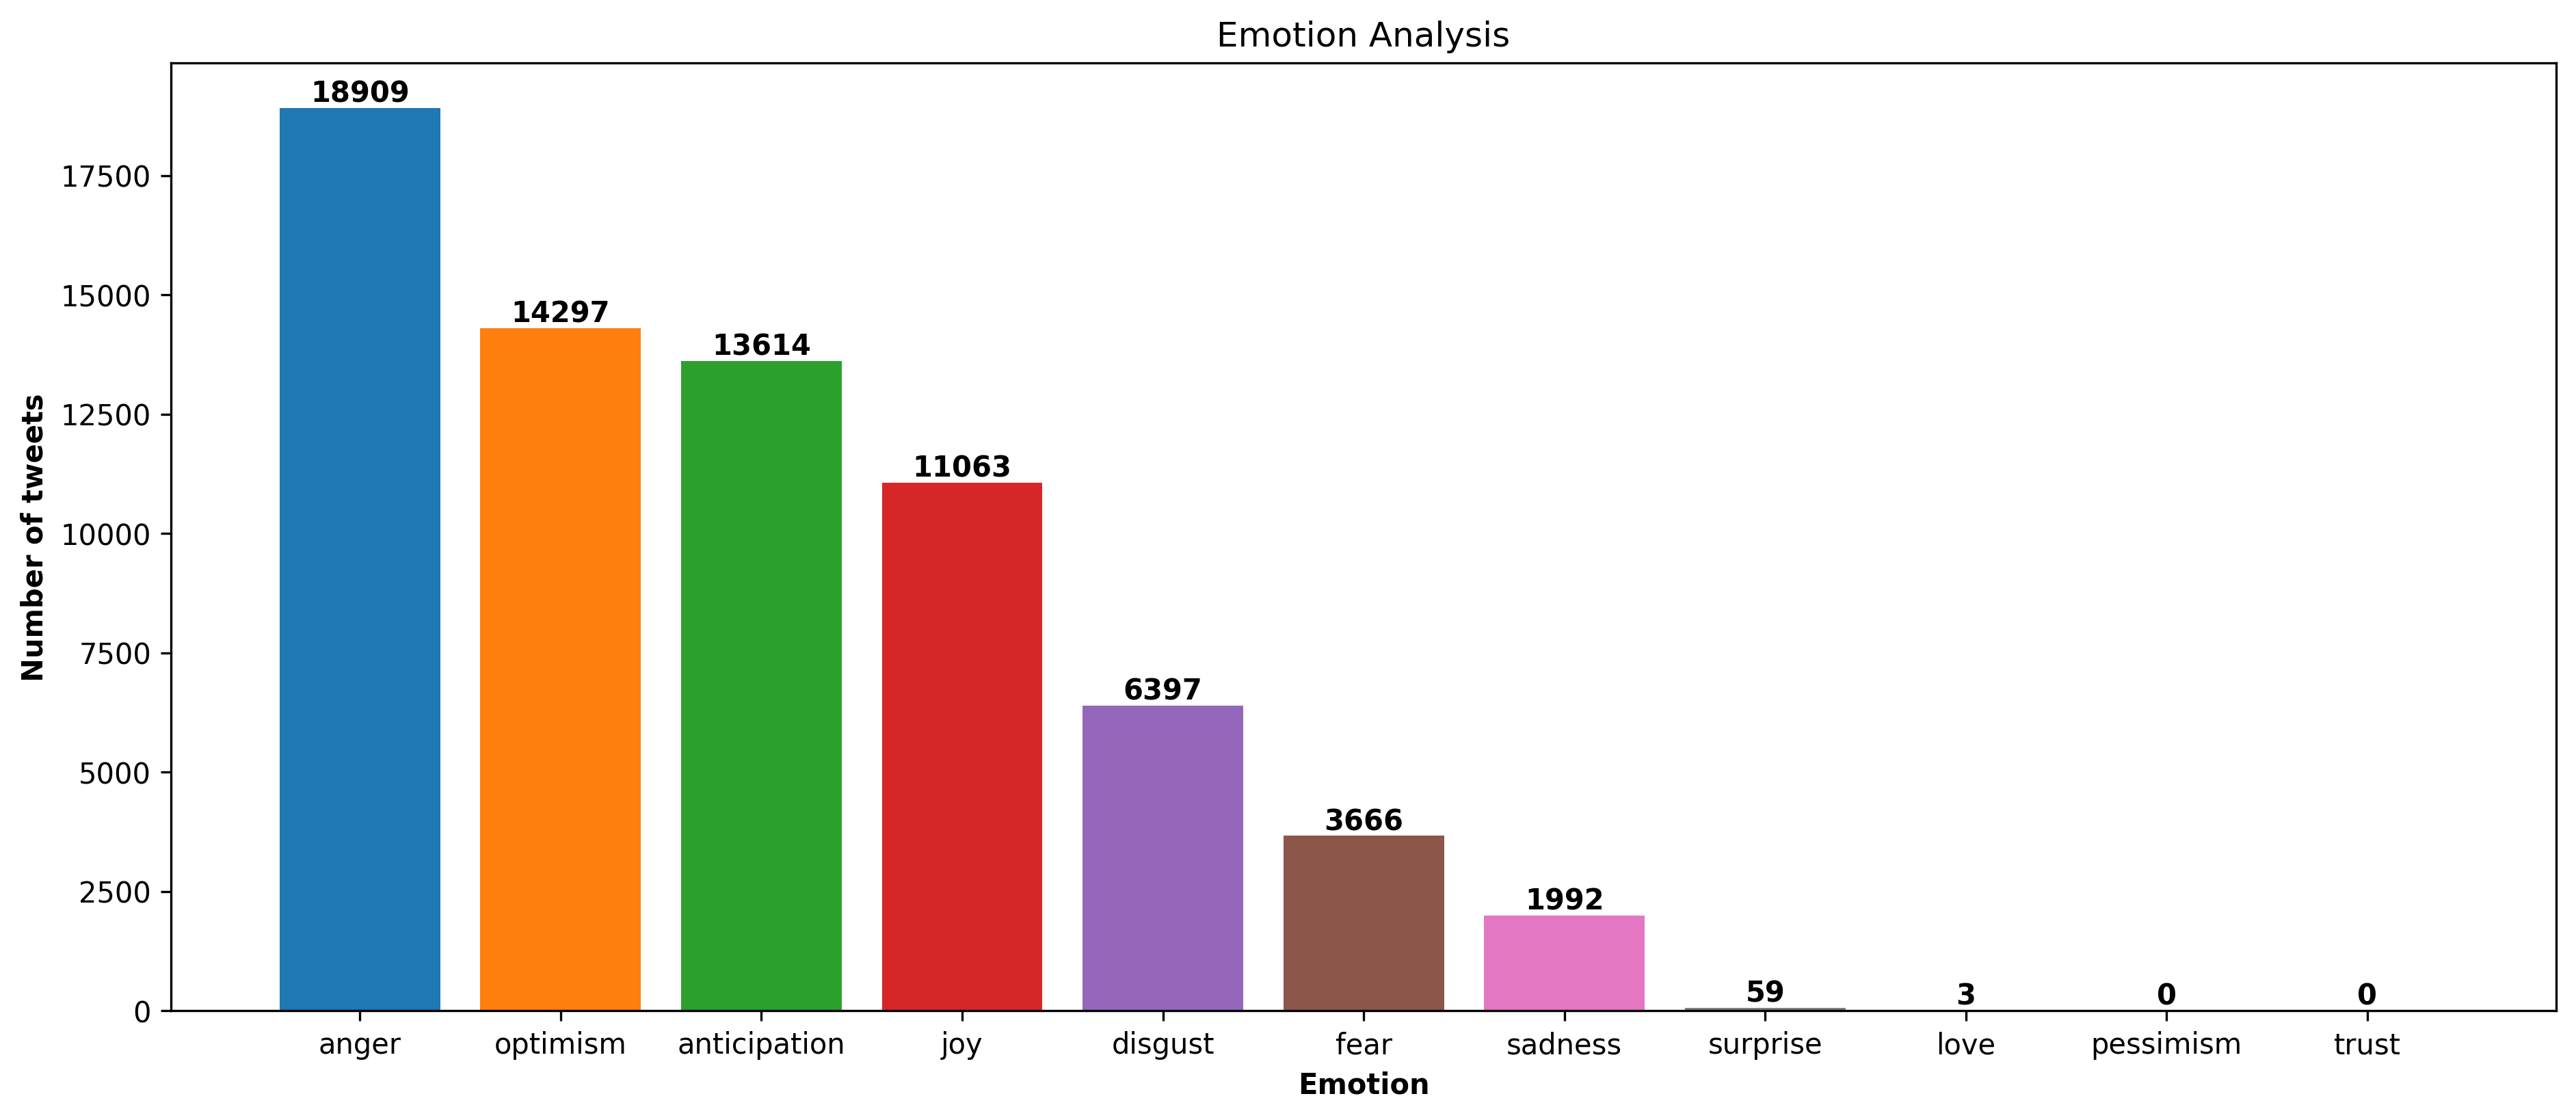 Emotion Analysis
18909
14297
13614
11063
6397
3666
1992
59
3
0
0
17500
15000
12500
10000
7500
5000
2500
0
Number of tweets
anger
optimism
anticipation
joy
disgust
fear
sadness
surprise
love
pessimism
trust
Emotion